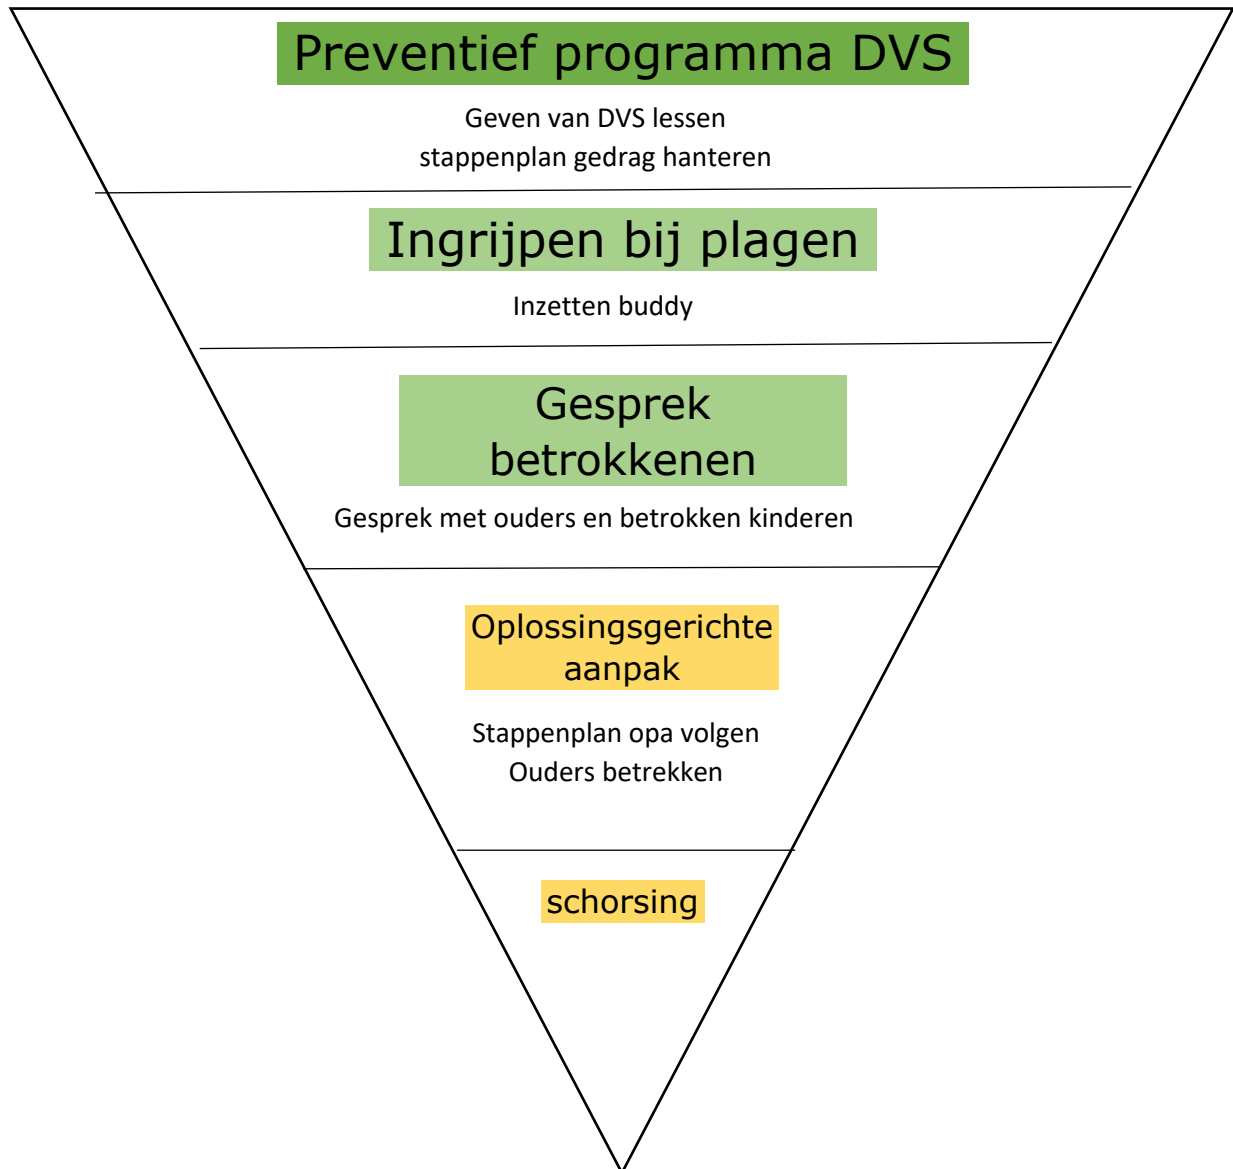 Preventief programma DVS
Geven van DVS lessen
stappenplan gedrag hanteren
Ingrijpen bij plagen
Inzetten buddy
Gesprek
betrokkenen
Gesprek met ouders en betrokken kinderen
Oplossingsgerichte
aanpak
Stappenplan opa volgen
Ouders betrekken
schorsing